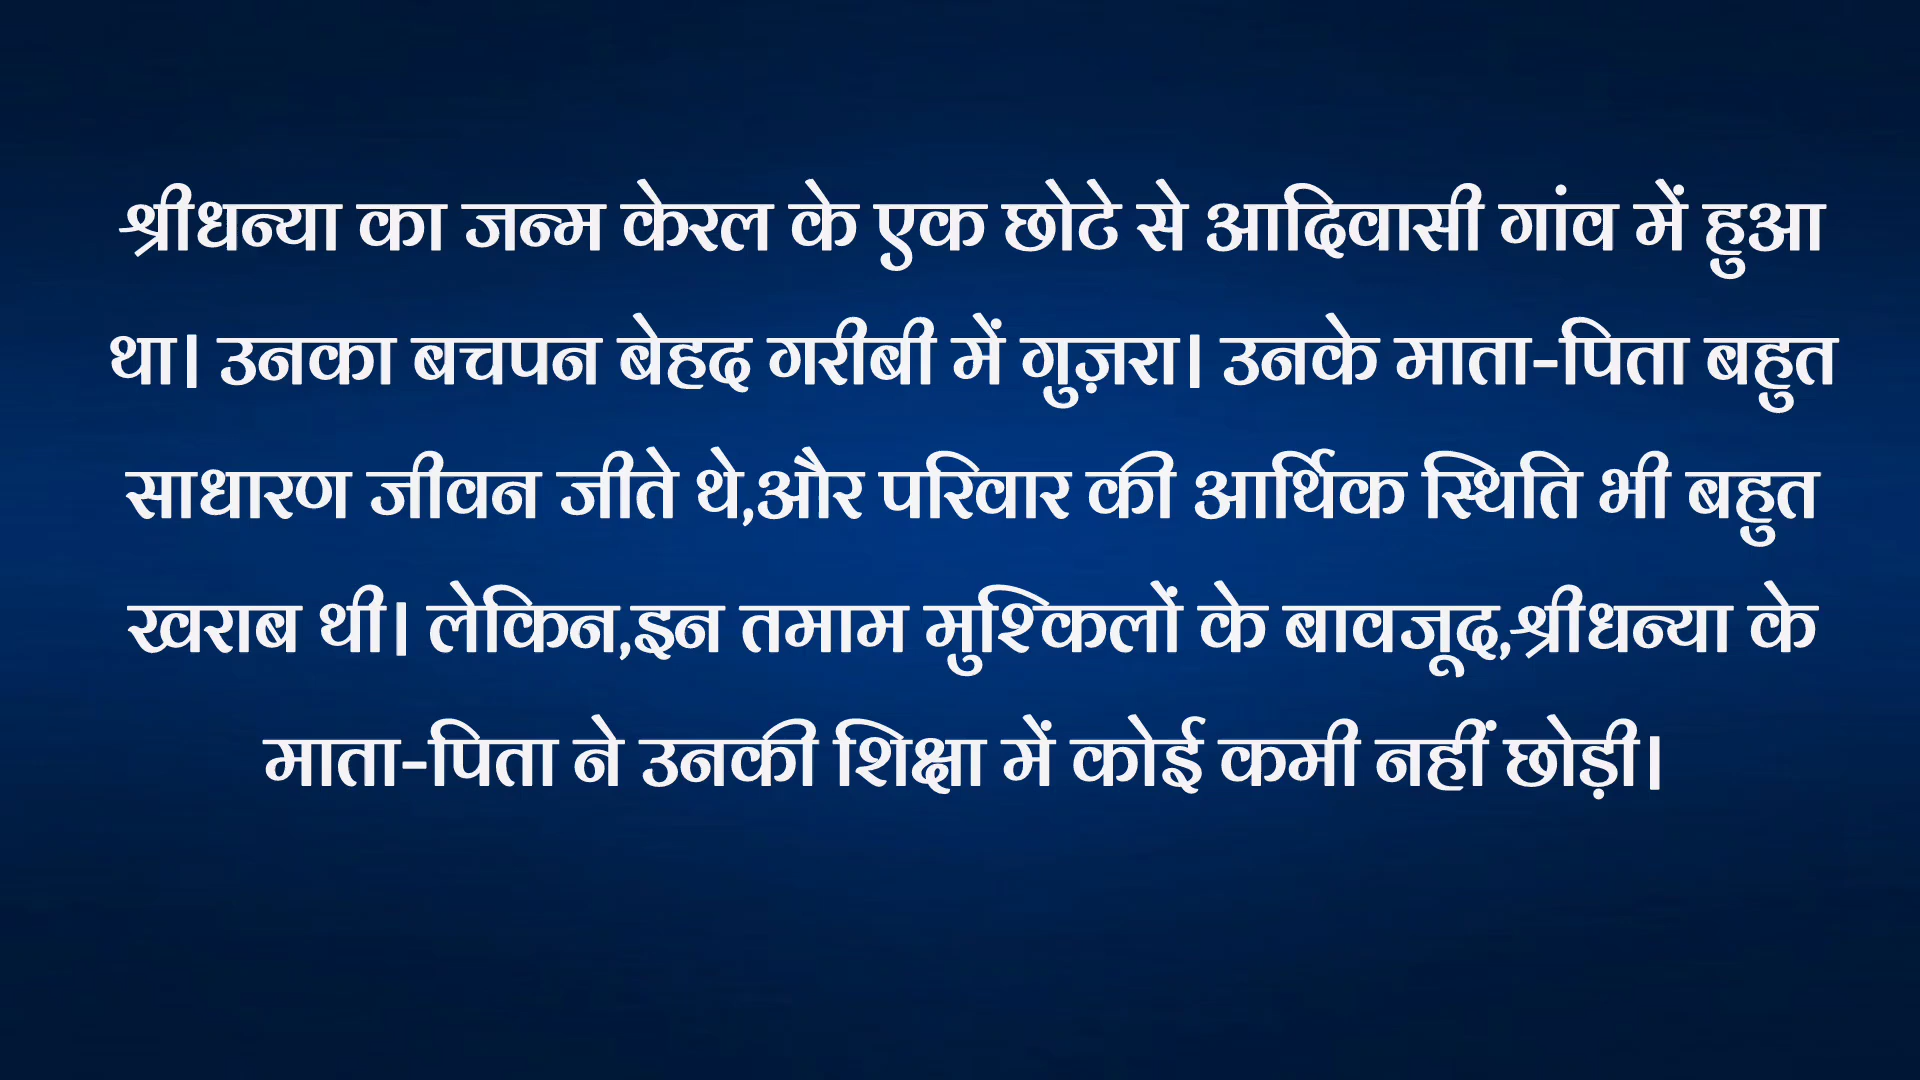 श्रीधन्या का जन्म केरल के एक छोटे से आदिवासी गांव में हुआ
था। उनका बचपन बेहद गरीबी में गुज़रा। उनके माता-पिता बहुत
साधारण जीवन जीते थे,और परिवार की आर्थिक स्थिति भी बहुत
खराब थी। लेकिन,इन तमाम मुश्किलों के बावजूद,श्रीधन्या के
माता-पिता ने उनकी शिक्षा में कोई कमी नहीं छोड़ी।